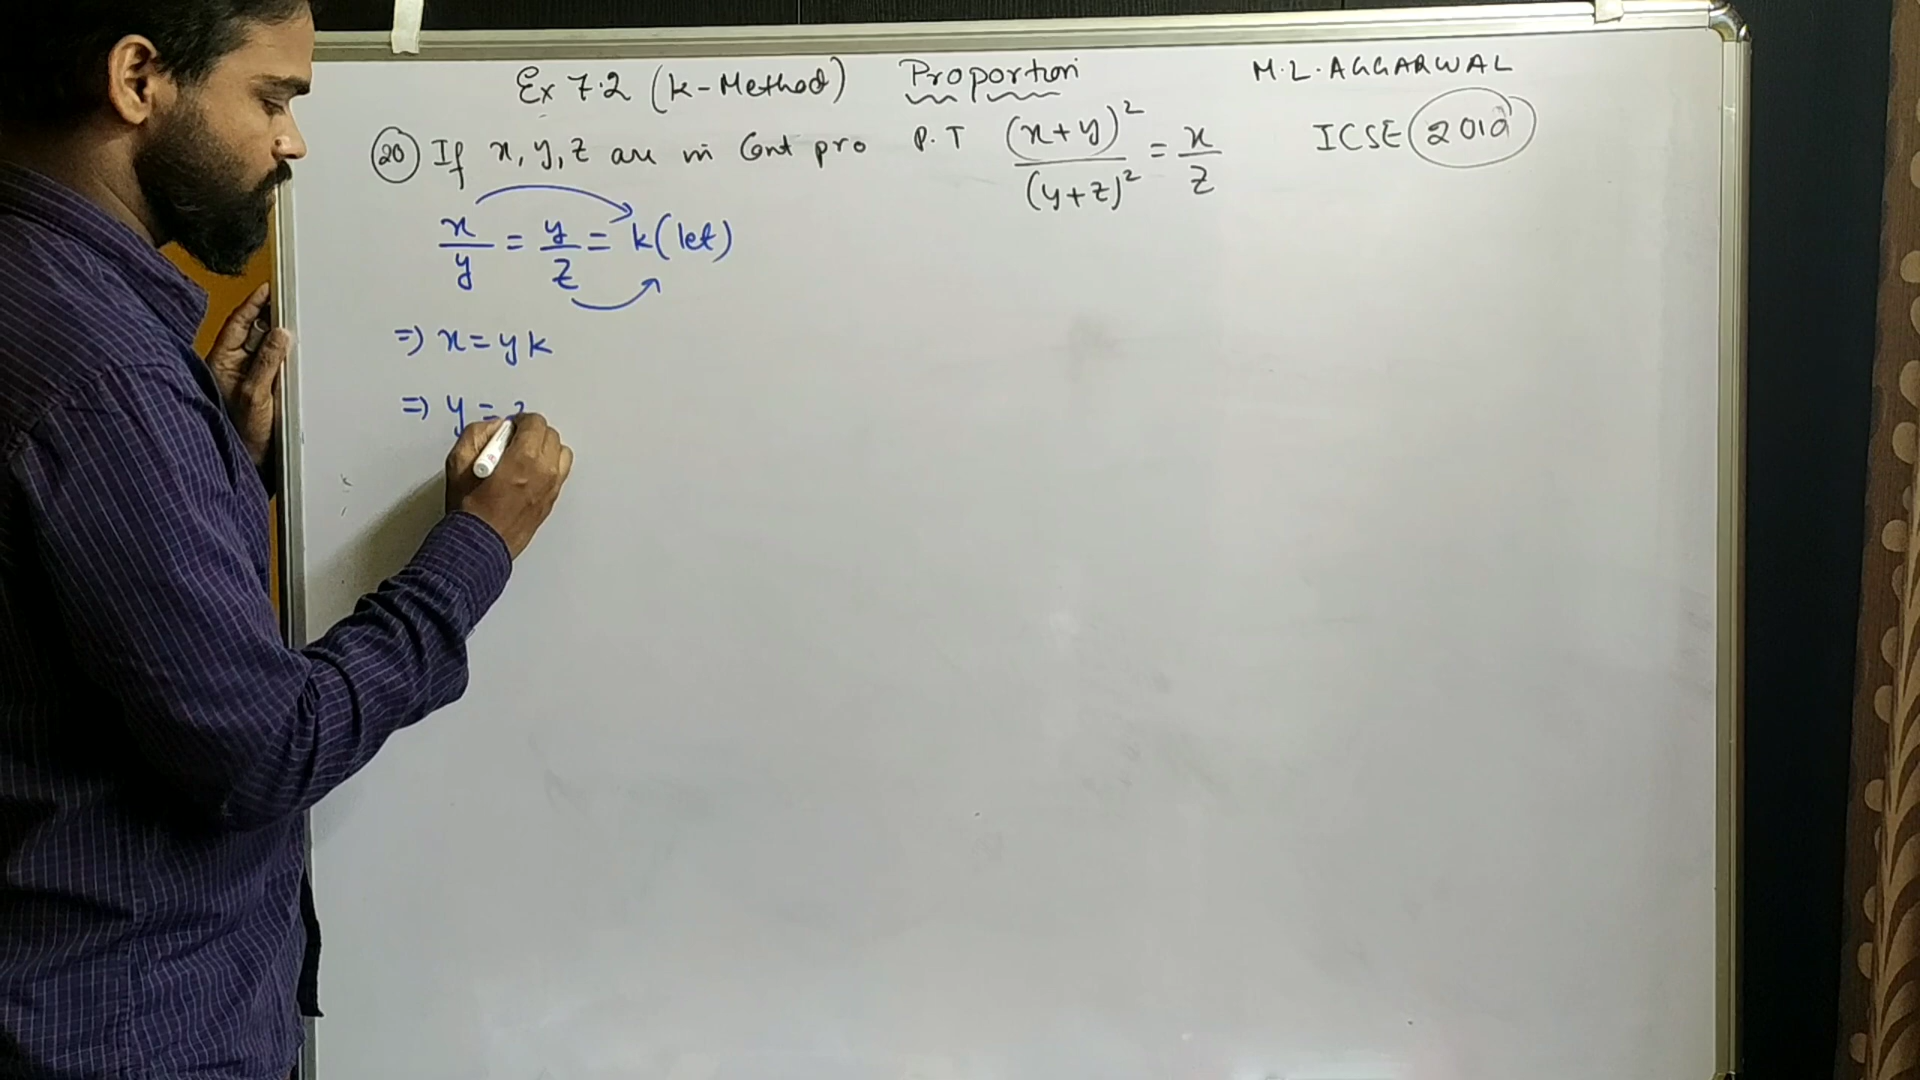 Ex 7.2 (k-Method) Proportion M.L.AGGARWAL
20 If x, y, z are in Cont pro P.T (x+y)²/(y+z)² = x/z ICSE 2010
x/y = y/z = k(let)
=> x = yk
=> y =